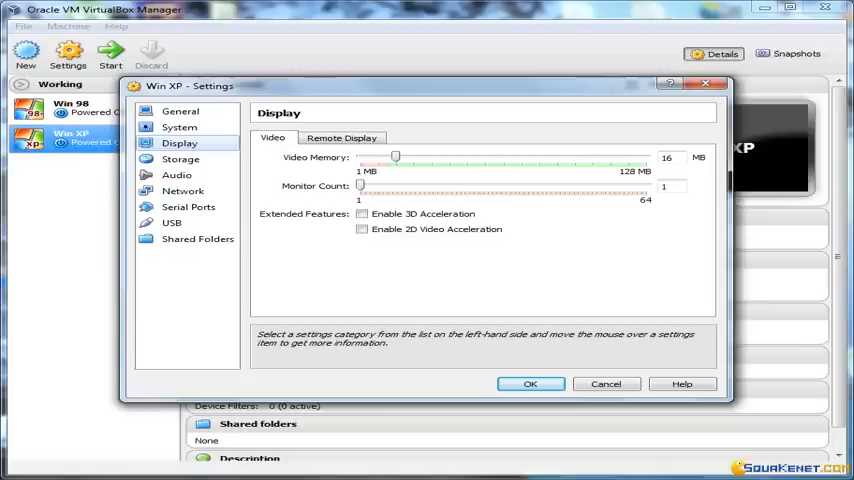 Oracle VM VirtualBox Manager
File Machine Help
New Settings Start Discard
Details Snapshots
Working
Win XP - Settings
Win 98
Powered
Win XP
Powered
98
xp
XP
General
System
Display
Storage
Audio
Network
Serial Ports
USB
Shared Folders
Display
Video Remote Display
Video Memory: 16 MB
1 MB 128 MB
Monitor Count: 1
1 64
Extended Features: Enable 3D Acceleration
Enable 2D Video Acceleration
Select a settings category from the list on the left-hand side and move the mouse over a settings
item to get more information.
OK Cancel Help
Device Filters: 0 (0 active)
Shared folders
None
Description
SquaKeNet.com